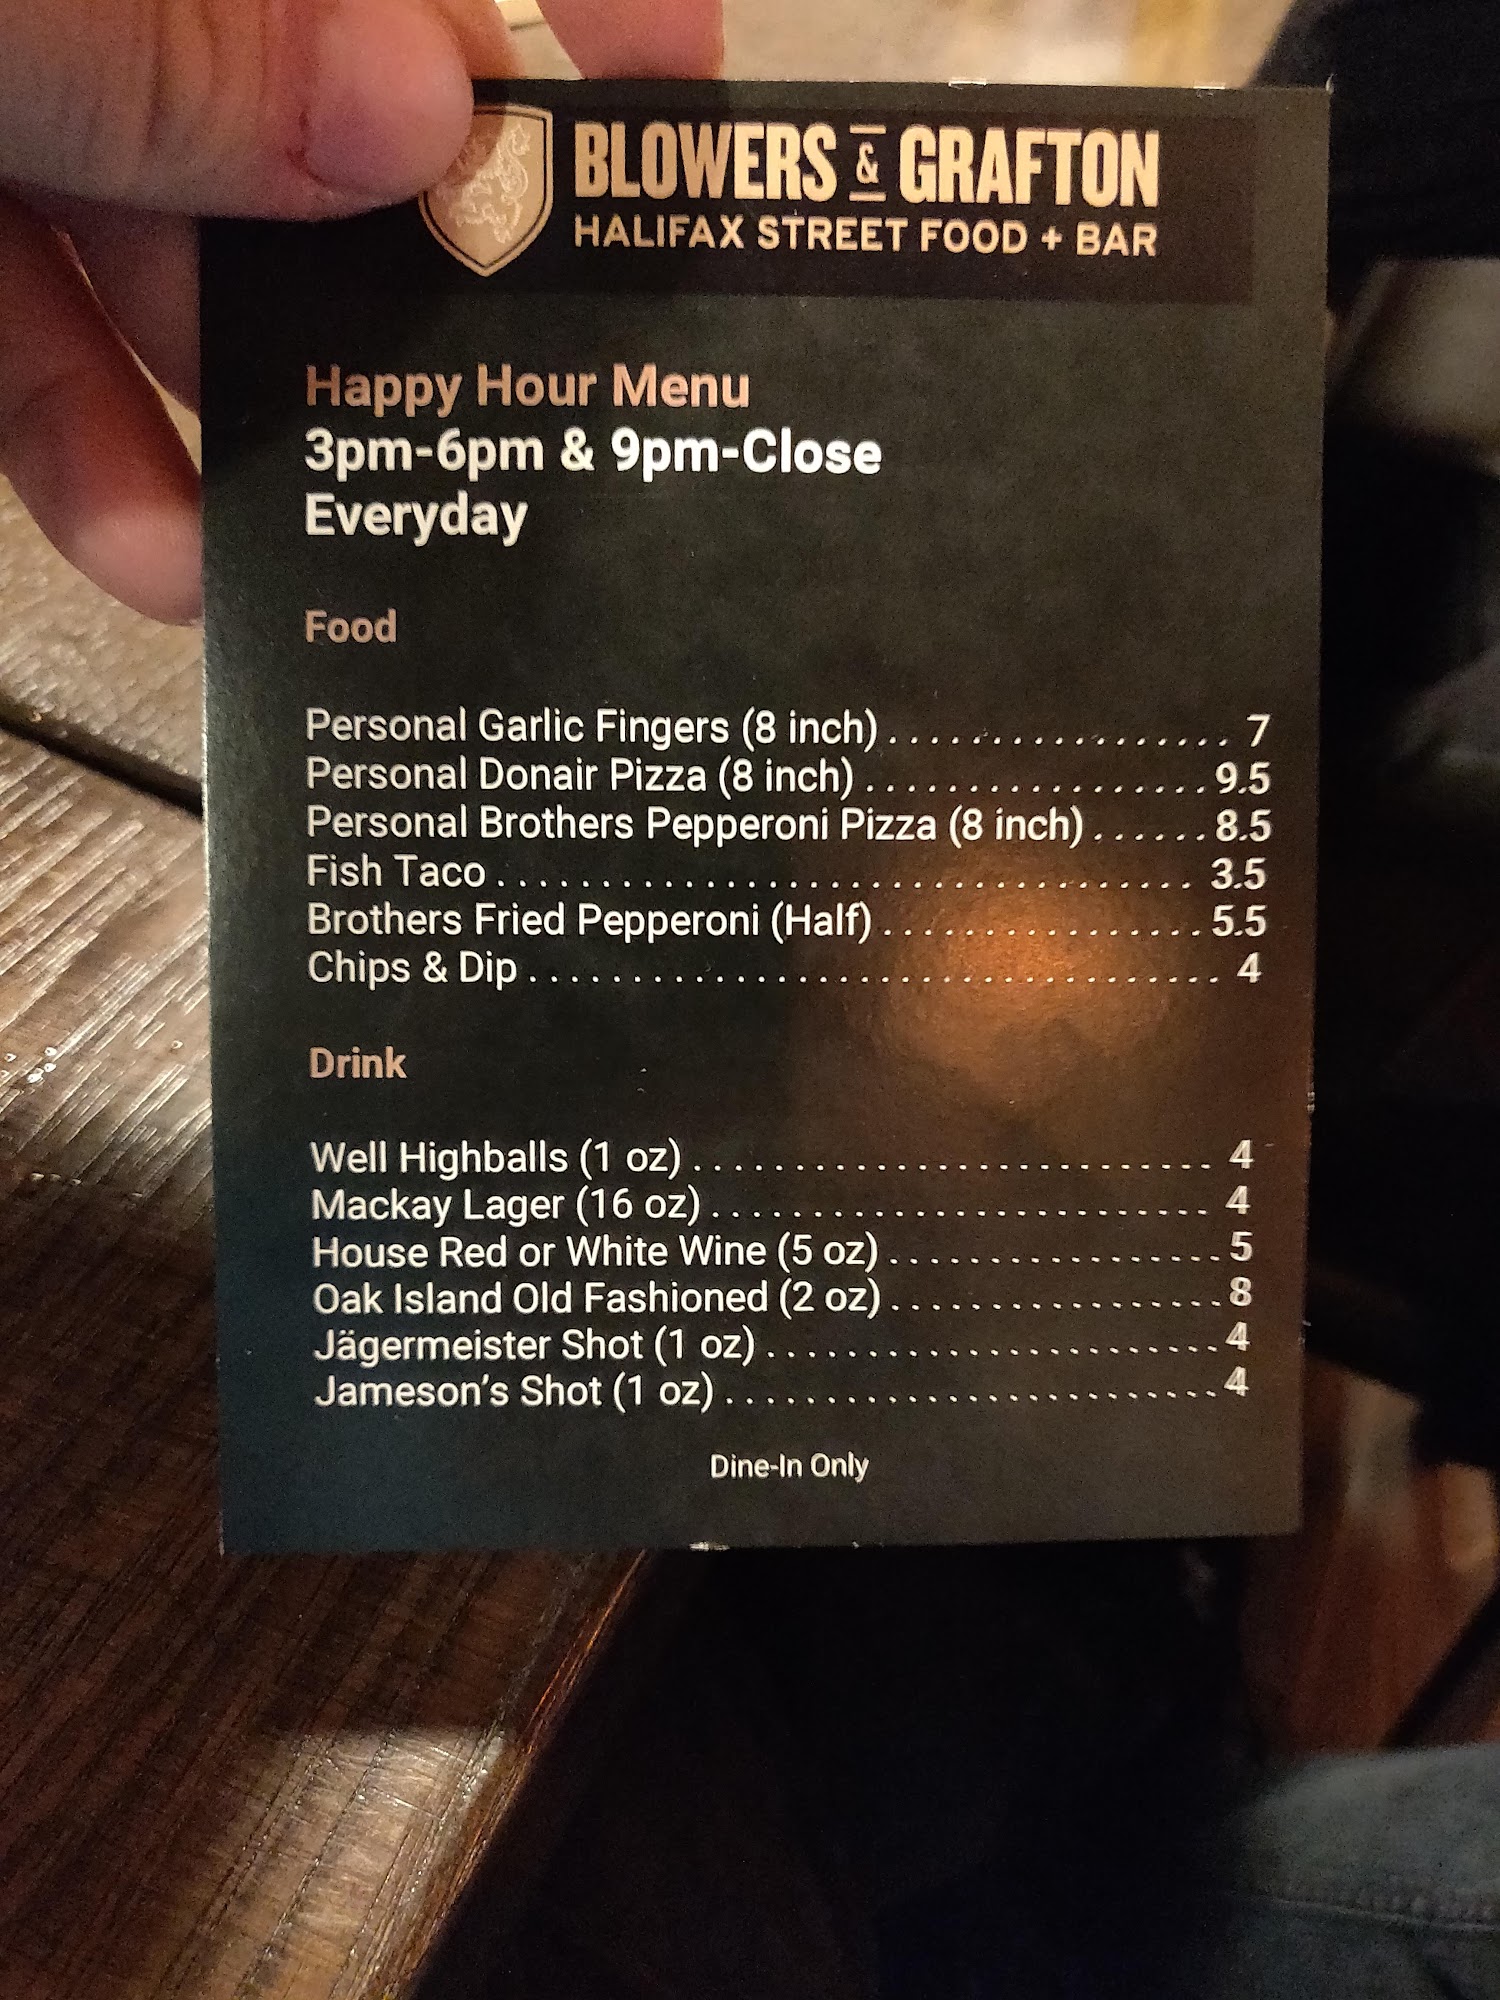 BLOWERS & GRAFTON
HALIFAX STREET FOOD + BAR
Happy Hour Menu
3pm-6pm & 9pm-Close
Everyday
Food
Personal Garlic Fingers (8 inch) . . . . . . . . . . . . . . . . . 7
Personal Donair Pizza (8 inch) . . . . . . . . . . . . . . . . . 9.5
Personal Brothers Pepperoni Pizza (8 inch) . . . . . . 8.5
Fish Taco . . . . . . . . . . . . . . . . . . . . . . . . . . . . . . . . . . 3.5
Brothers Fried Pepperoni (Half) . . . . . . . . . . . . . . . . 5.5
Chips & Dip . . . . . . . . . . . . . . . . . . . . . . . . . . . . . . . . . . 4
Drink
Well Highballs (1 oz) . . . . . . . . . . . . . . . . . . . . . . . . . . 4
Mackay Lager (16 oz) . . . . . . . . . . . . . . . . . . . . . . . . . 4
House Red or White Wine (5 oz) . . . . . . . . . . . . . . . . . 5
Oak Island Old Fashioned (2 oz) . . . . . . . . . . . . . . . . . 8
Jägermeister Shot (1 oz) . . . . . . . . . . . . . . . . . . . . . . . 4
Jameson's Shot (1 oz) . . . . . . . . . . . . . . . . . . . . . . . . . 4
Dine-In Only